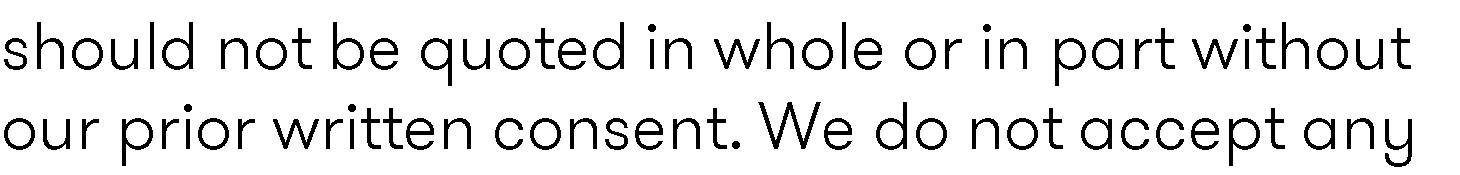 should not be quoted in whole or in part without
our prior written consent. We do not accept any